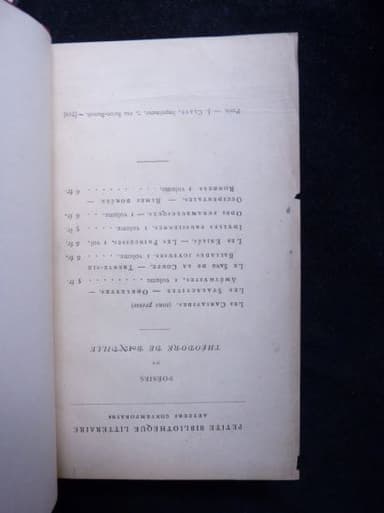 PETITE BIBLIOTHÈQUE LITTÉRAIRE
AUTEURS CONTEMPORAINS
POÉSIES
DE
THÉODORE DE BANVILLE
Les Cariatides. (sous presse)
Les Stalactites. — Odelettes. —
Améthystes, 1 volume. . . . . . .
Le Sang de la Coupe. — Trente-six
Ballades joyeuses, 1 volume. . . . 6 fr.
Les Exilés. — Les Princesses, 1 vol. 6 fr.
Idylles prussiennes, 1 volume.
Odes funambulesques, 1 volume. . . 6 fr.
Occidentales. — Rimes dorées —
Rondels 1 volume. . . . . . . . 6 fr.
Paris. — J. Claye, imprimeur, 7, rue Saint-Benoît. —